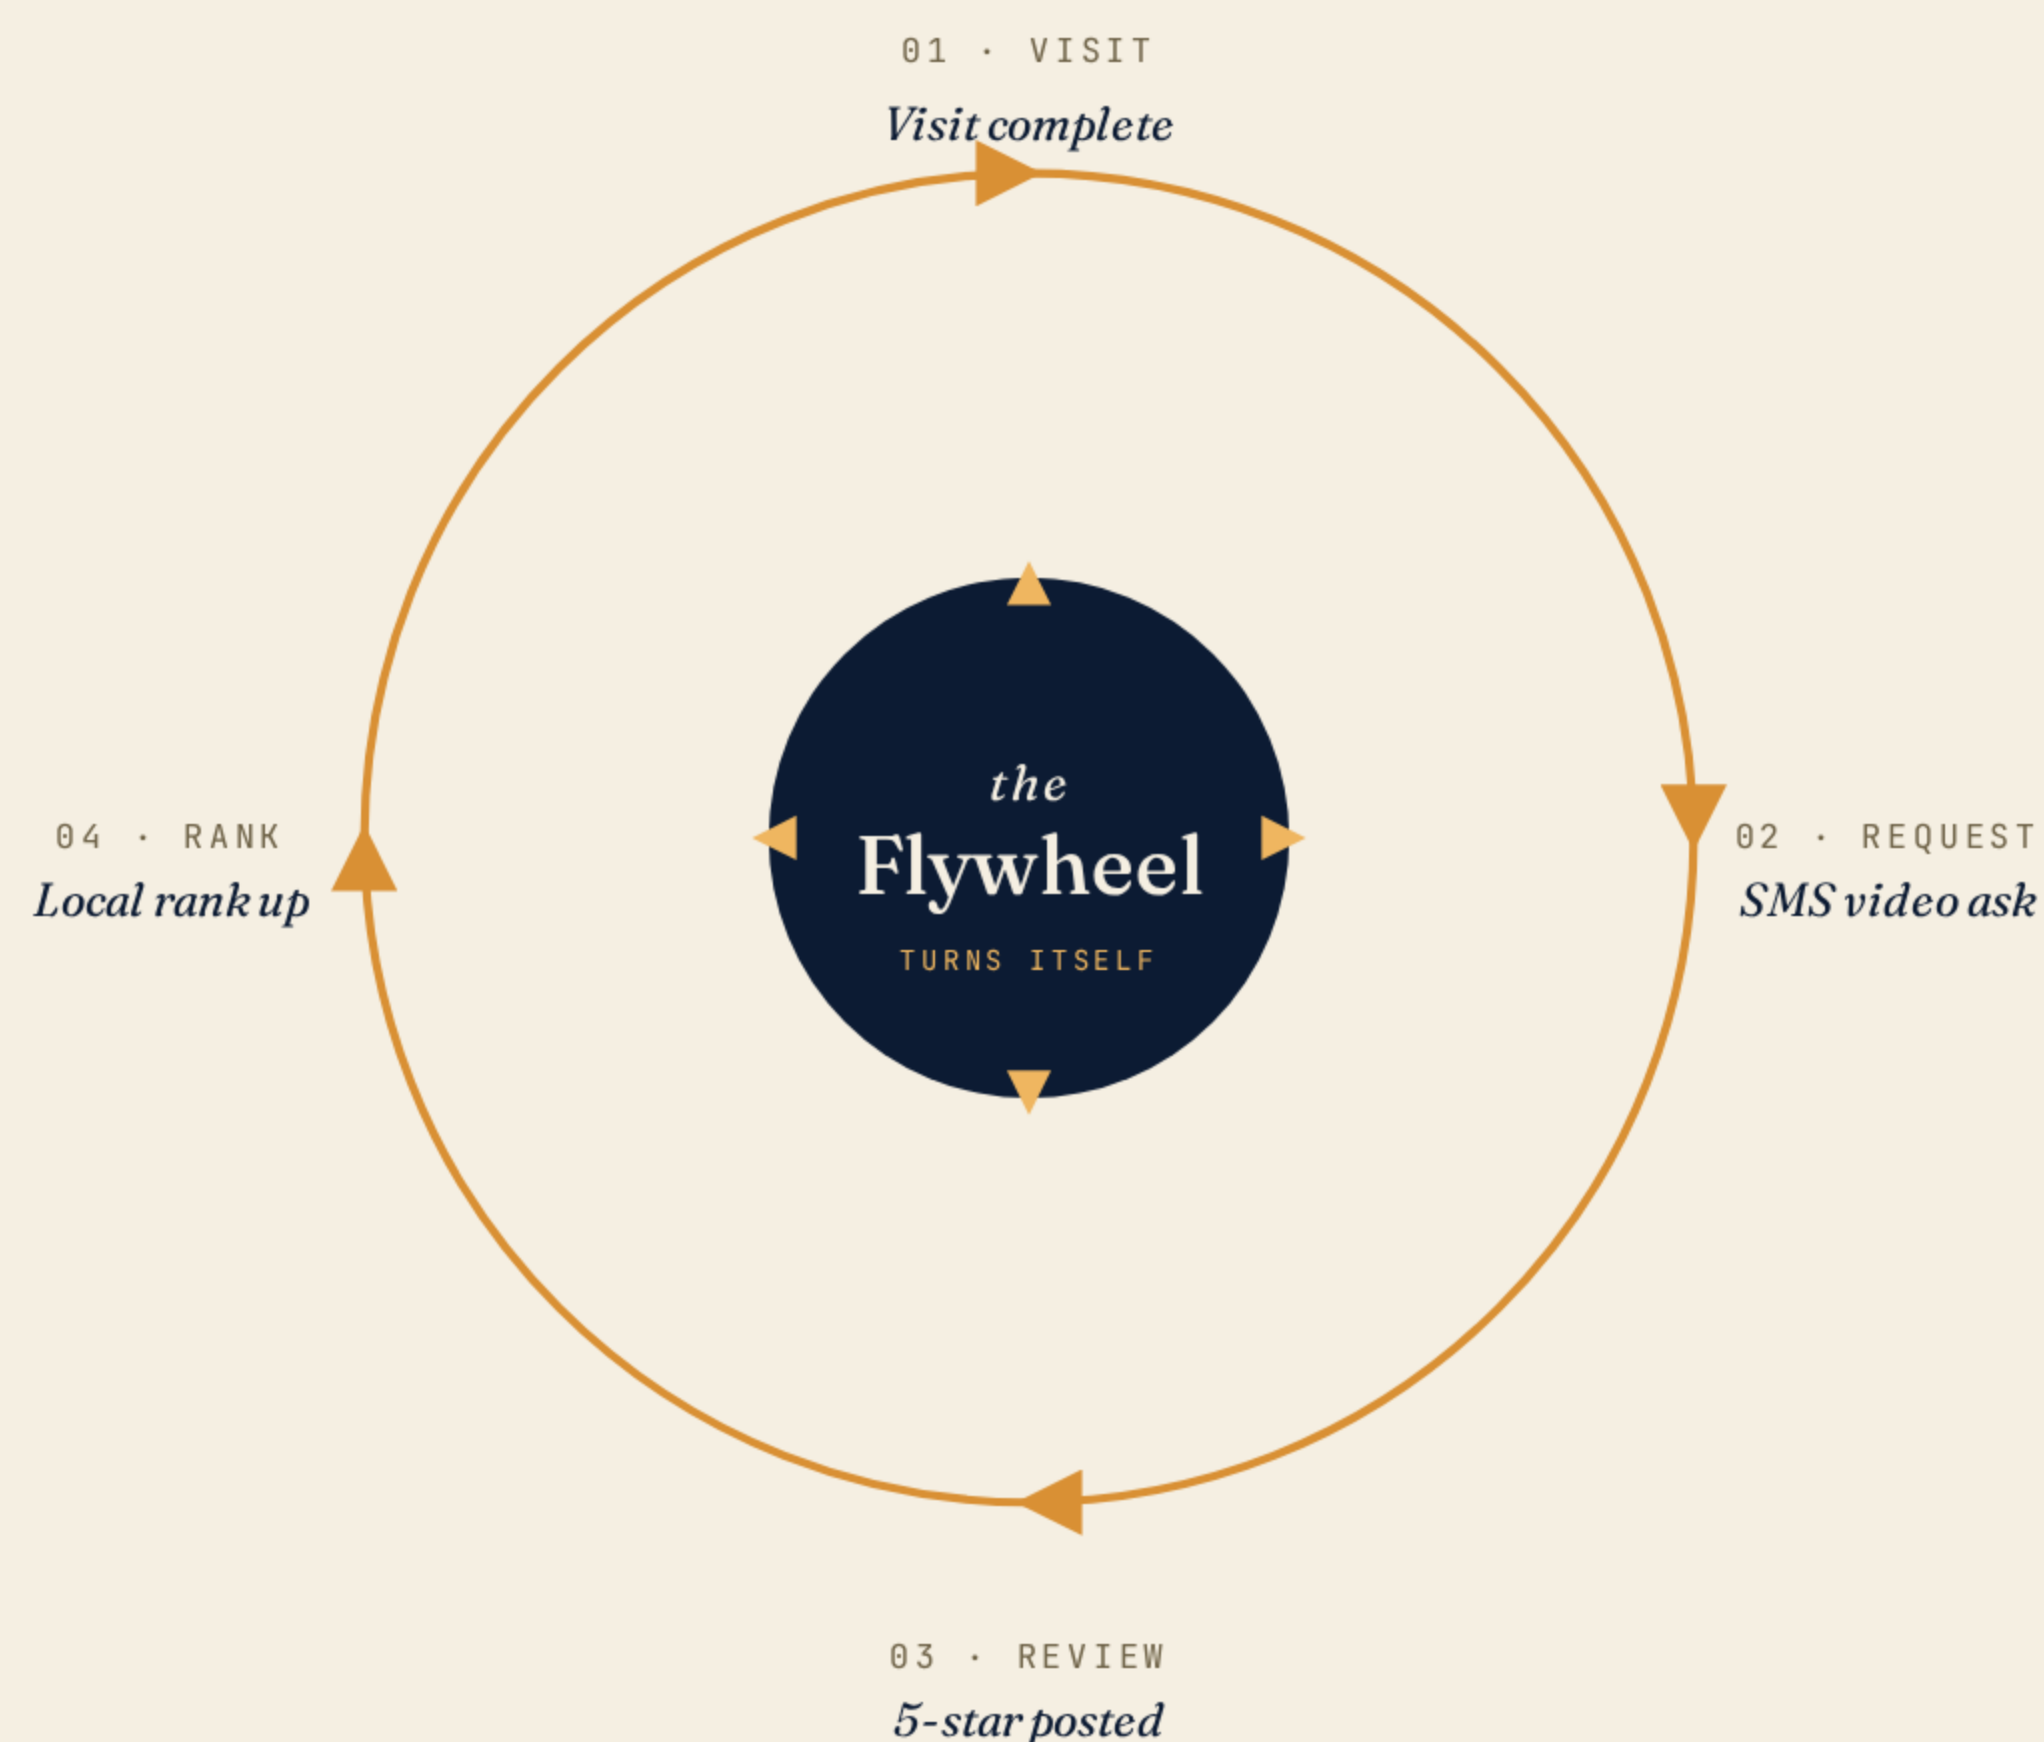 01 · VISIT
Visit complete
the
Flywheel
TURNS ITSELF
02 · REQUEST
SMS video ask
03 · REVIEW
5-star posted
04 · RANK
Local rank up